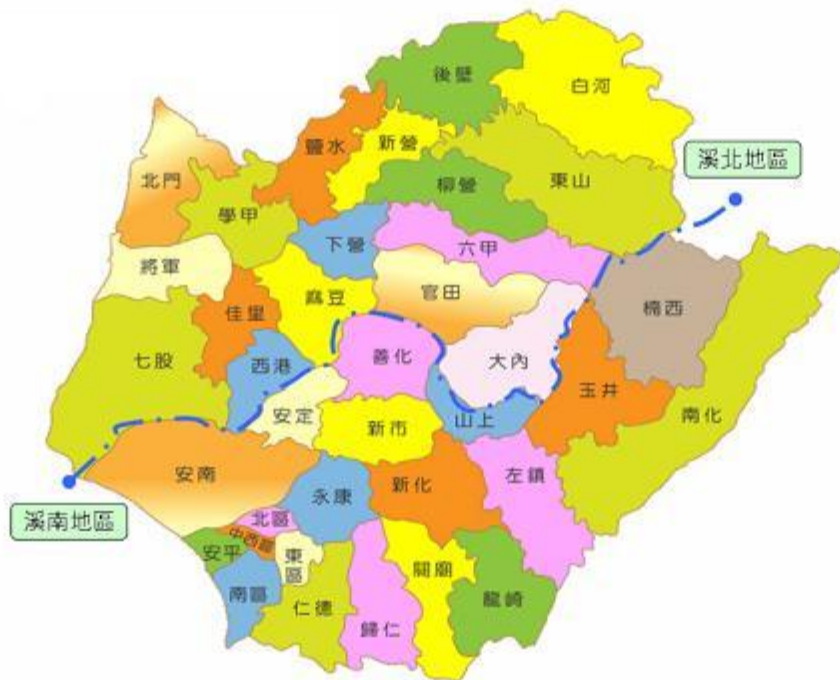 後壁
白河
鹽水
新營
北門
柳營
東山
溪北地區
學甲
下營
六甲
將軍
麻豆
官田
楠西
佳里
七股
西港
善化
大內
玉井
安定
新市
山上
南化
安南
永康
新化
左鎮
溪南地區
北區
中西區
安平
東區
關廟
南區
仁德
歸仁
龍崎